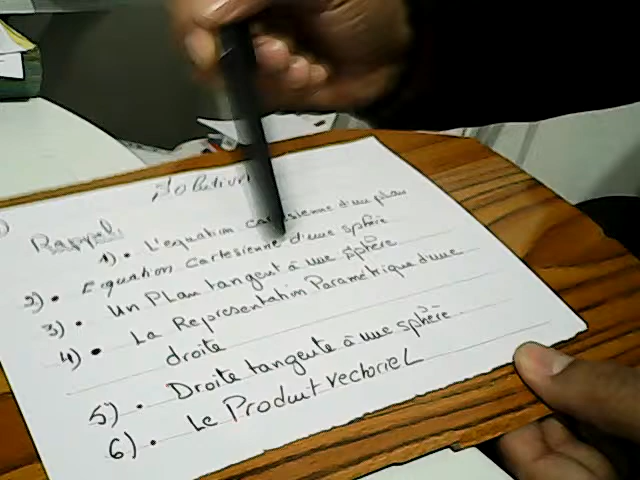 Solution
Rappel
1) • L'equation Cartesienne d'un plan
2) • Equation Cartesienne d'une sphère
3) • Un Plan tangent à une sphère
4) • La Representation Paramétrique d'une
droite
5) • Droite tangente à une sphère
6) • Le Produit vectoriel